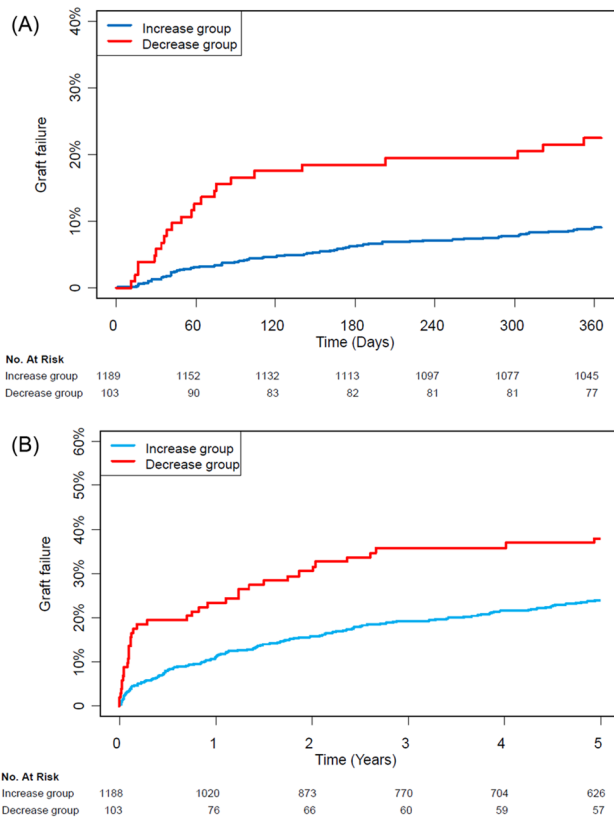 (A)
Increase group
Decrease group
40%
30%
20%
10%
0
Graft failure
0 60 120 180 240 300 360
Time (Days)
No. At Risk
Increase group 1189 1152 1132 1113 1097 1077 1045
Decrease group 103 90 83 82 81 81 77
(B)
Increase group
Decrease group
60%
50%
40%
30%
20%
10%
0
Graft failure
0 1 2 3 4 5
Time (Years)
No. At Risk
Increase group 1188 1020 873 770 704 626
Decrease group 103 76 66 60 59 57